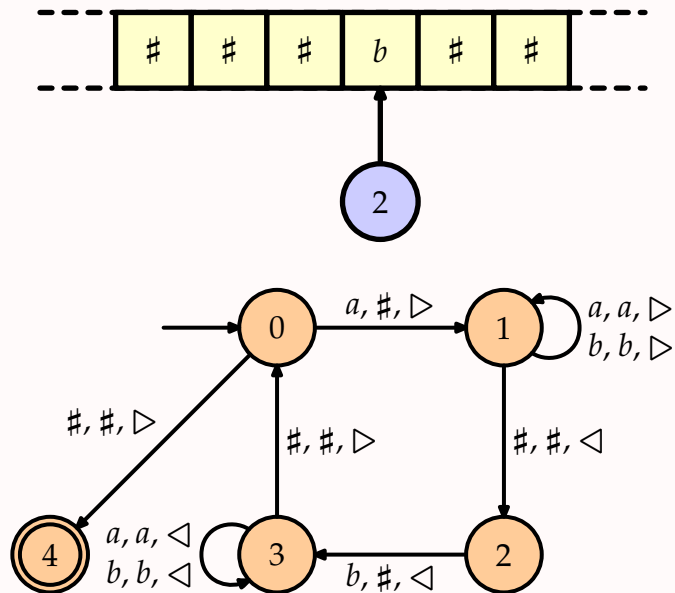 ♯ ♯ ♯ b ♯ ♯
2
0
a, ♯, ▷
1
a, a, ▷
b, b, ▷
♯, ♯, ▷
♯, ♯, ▷
♯, ♯, ◁
4
a, a, ◁
b, b, ◁
3
b, ♯, ◁
2